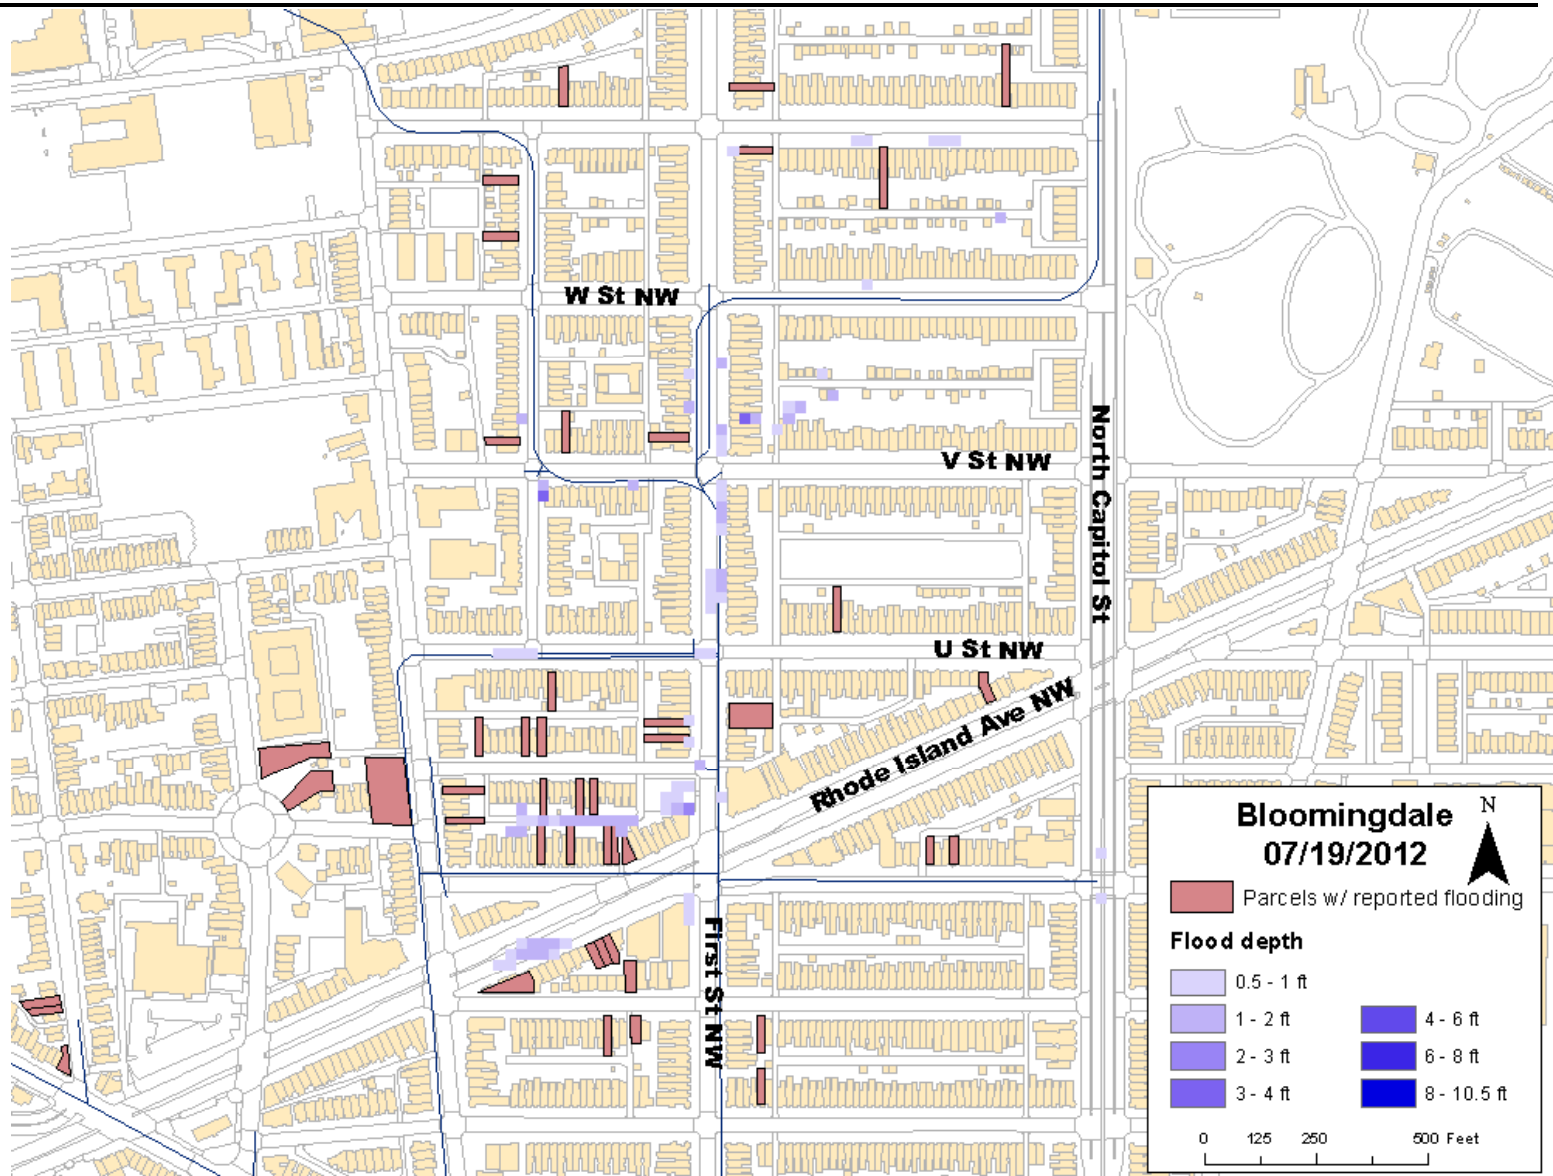 W St NW
V St NW
North Capitol St
U St NW
Rhode Island Ave NW
First St NW
Bloomingdale
07/19/2012
N
Parcels w/ reported flooding
Flood depth
0.5 - 1 ft
1 - 2 ft
2 - 3 ft
3 - 4 ft
4 - 6 ft
6 - 8 ft
8 - 10.5 ft
0 125 250 500 Feet